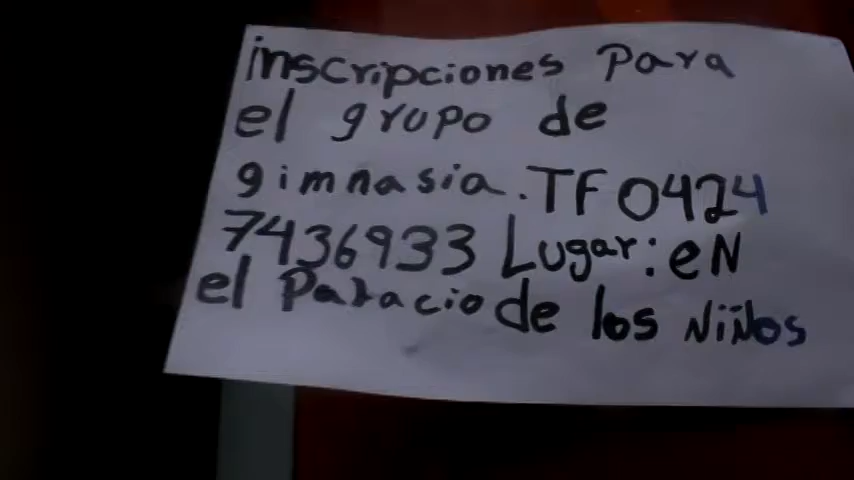 inscripciones para
el grupo de
gimnasia. TF 0424
7436933 Lugar: eN
el Palacio de los NiÑos